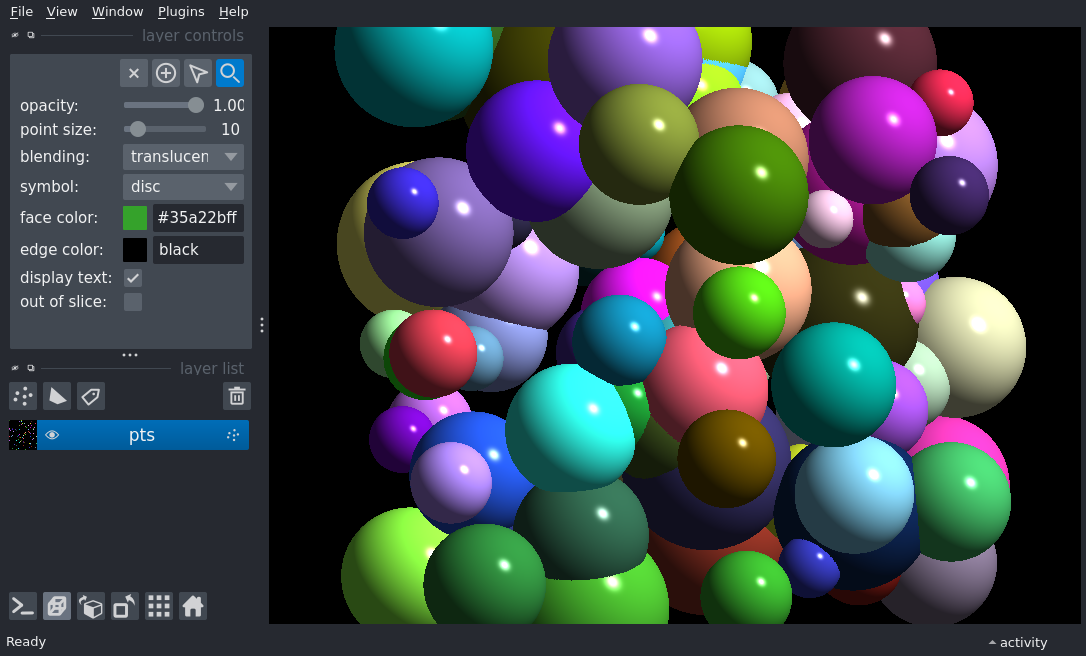 File View Window Plugins Help
layer controls
opacity: 1.00
point size: 10
blending: translucen
symbol: disc
face color: #35a22bff
edge color: black
display text:
out of slice:
layer list
pts
Ready
activity